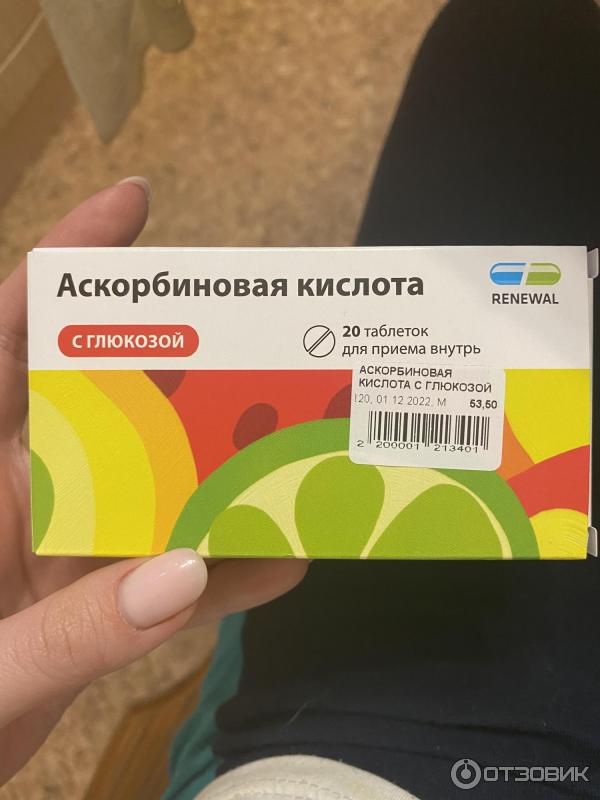 Аскорбиновая кислота
RENEWAL
С ГЛЮКОЗОЙ
20 таблеток
для приема внутрь
АСКОРБИНОВАЯ
КИСЛОТА С ГЛЮКОЗОЙ
120, 01 12 2022, М 53,50
2 200001 213401
ОТЗОВИК